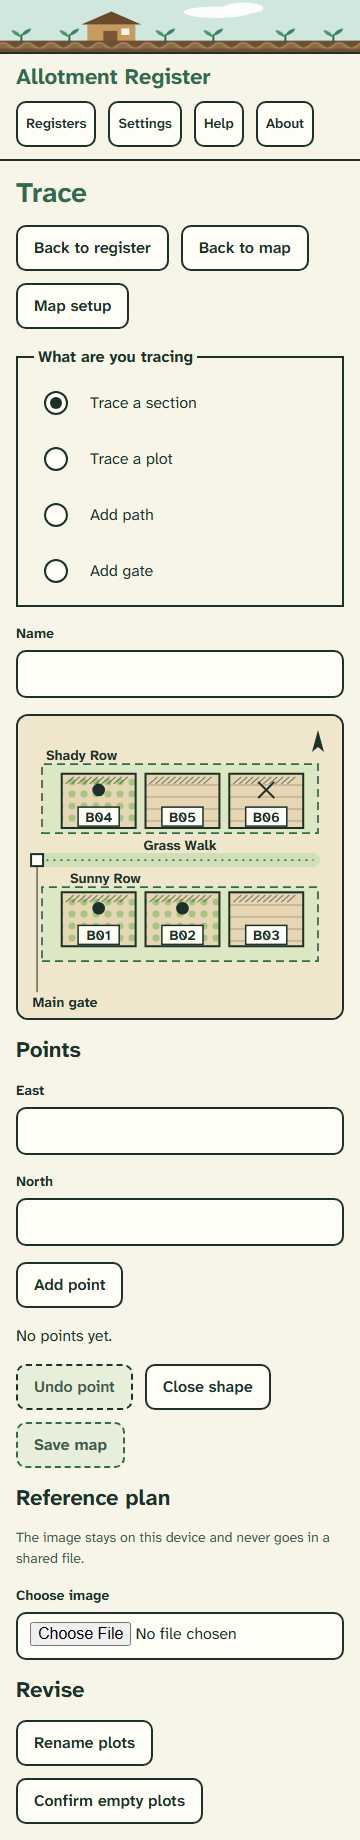 Allotment Register
Registers Settings Help About
Trace
Back to register Back to map
Map setup
What are you tracing
Trace a section
Trace a plot
Add path
Add gate
Name
Shady Row
B04 B05 B06
Grass Walk
Sunny Row
B01 B02 B03
Main gate
Points
East
North
Add point
No points yet.
Undo point Close shape
Save map
Reference plan
The image stays on this device and never goes in a
shared file.
Choose image
Choose File No file chosen
Revise
Rename plots
Confirm empty plots